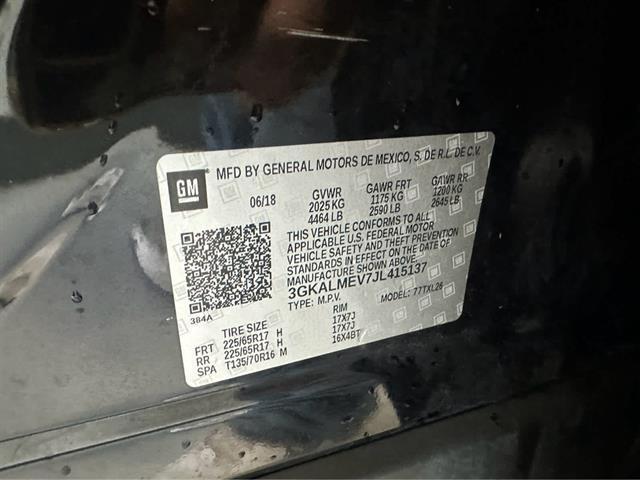 MFD BY GENERAL MOTORS DE MEXICO, S. DE R.L. DE C.V.
GM
06/18
GVWR GAWR FRT GAWR RR
2025 KG 1175 KG 1200 KG
4464 LB 2590 LB 2645 LB
THIS VEHICLE CONFORMS TO ALL
APPLICABLE U.S. FEDERAL MOTOR
VEHICLE SAFETY AND THEFT PREVENTION
STANDARDS IN EFFECT ON THE DATE OF
MANUFACTURE SHOWN ABOVE.
3GKALMEV7JL415137
TYPE: M.P.V. MODEL: 77TXL26
3B4A
TIRE SIZE RIM
FRT 225/65R17 H 17X7J
RR 225/65R17 H 17X7J
SPA T135/70R16 M 16X4BT